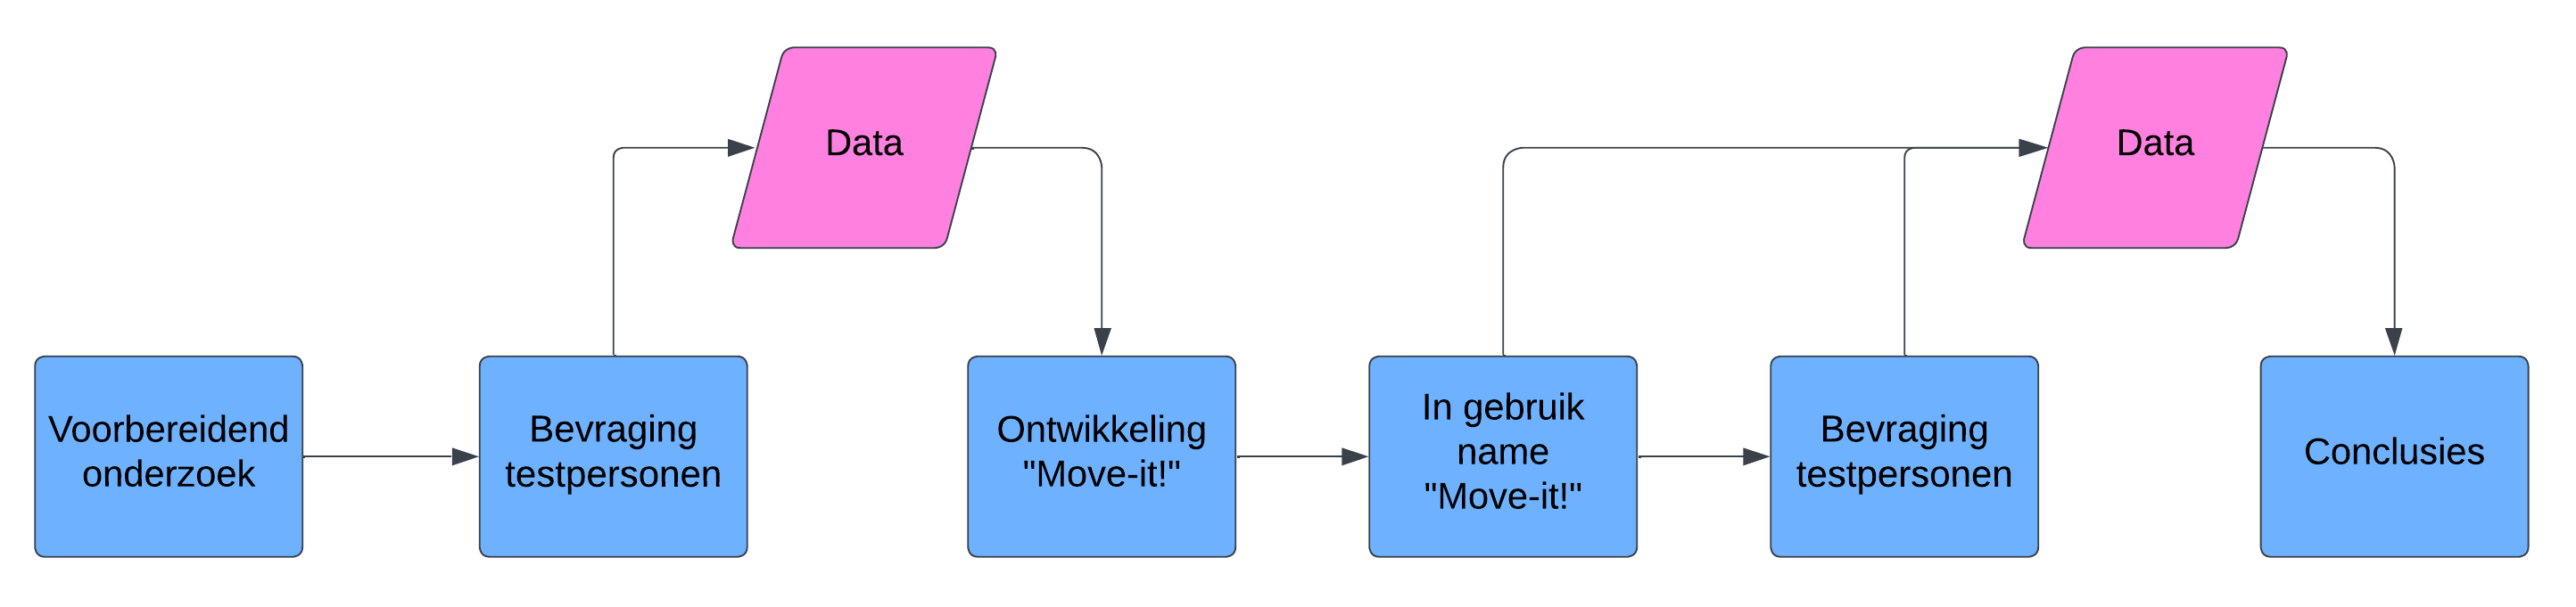 Data
Data
Voorbereidend
onderzoek
Bevraging
testpersonen
Ontwikkeling
"Move-it!"
In gebruik
name
"Move-it!"
Bevraging
testpersonen
Conclusies